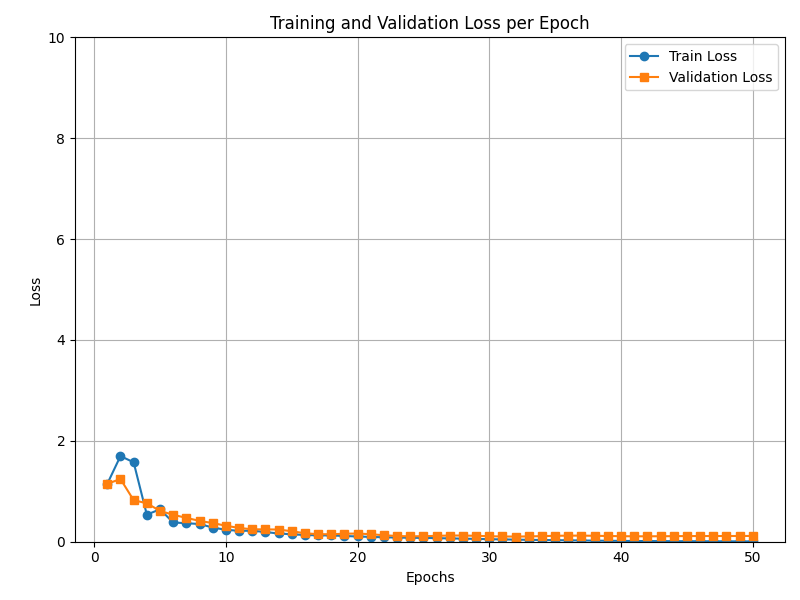 Training and Validation Loss per Epoch
Train Loss
Validation Loss
10
8
6
4
2
0
Loss
0 10 20 30 40 50
Epochs